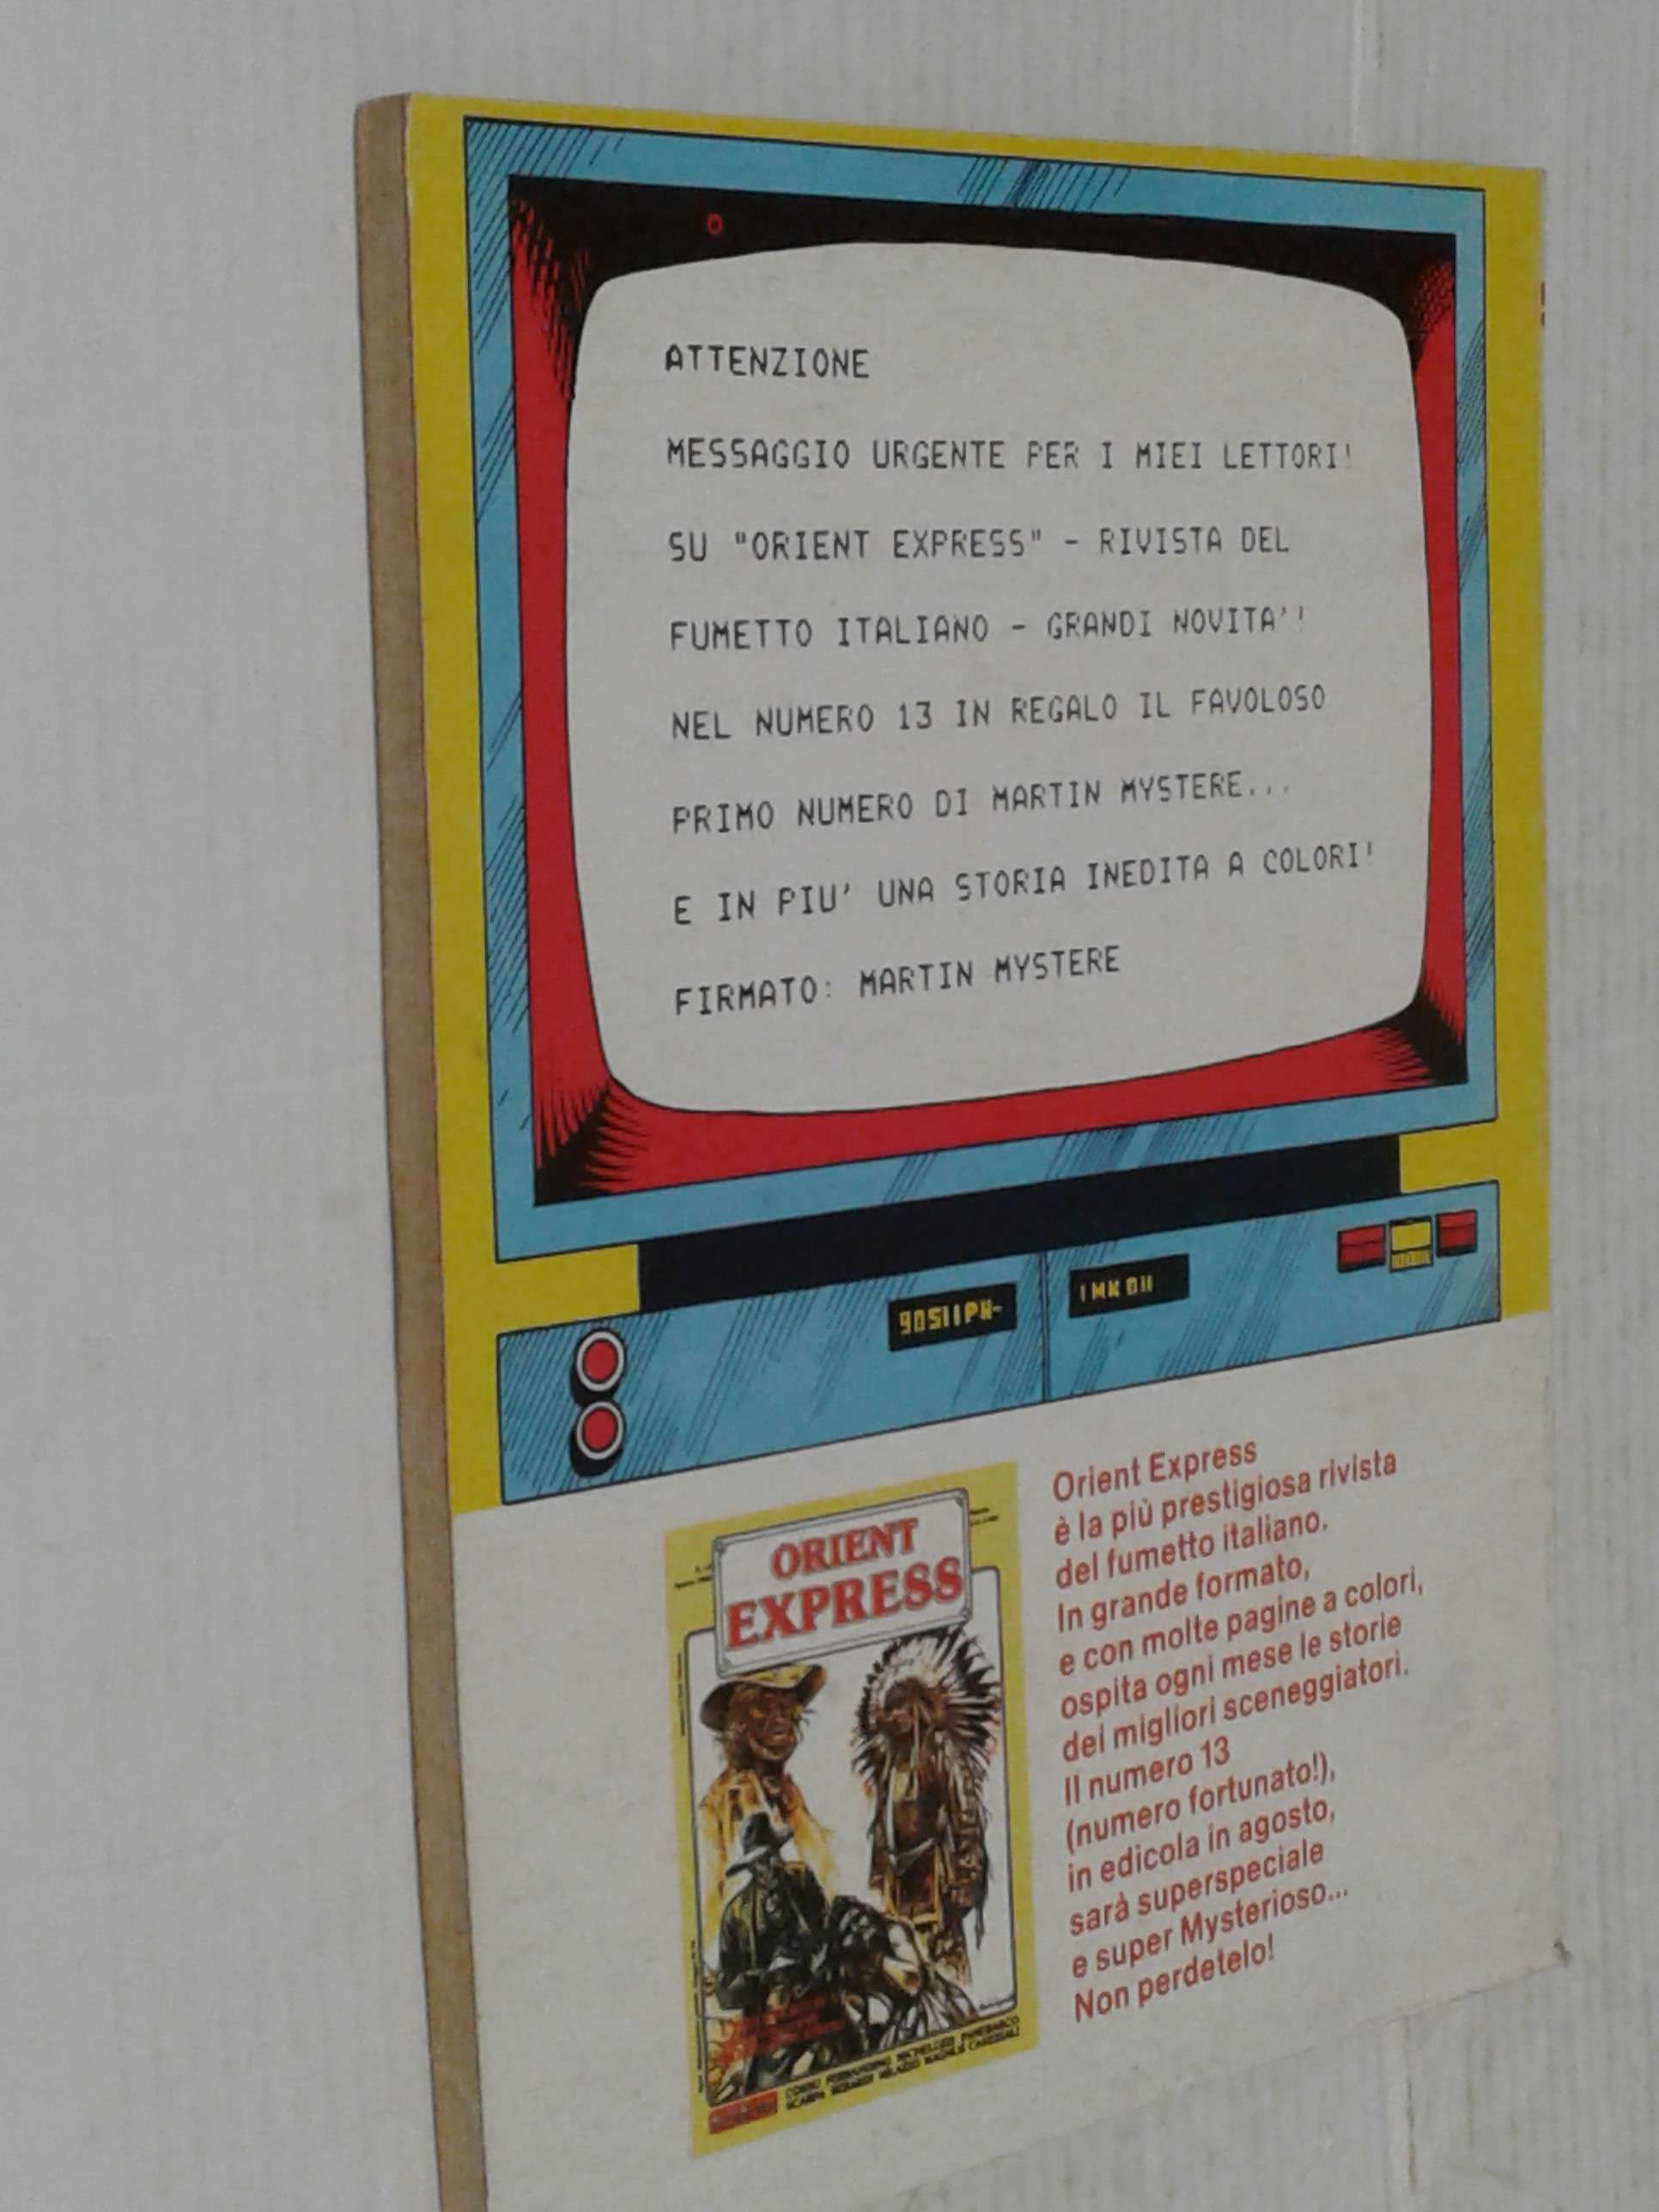 ATTENZIONE
MESSAGGIO URGENTE PER I MIEI LETTORI!
SU "ORIENT EXPRESS" - RIVISTA DEL
FUMETTO ITALIANO - GRANDI NOVITA'!
NEL NUMERO 13 IN REGALO IL FAVOLOSO
PRIMO NUMERO DI MARTIN MYSTERE...
E IN PIU' UNA STORIA INEDITA A COLORI!
FIRMATO: MARTIN MYSTERE
ORIENT
EXPRESS
Orient Express
è la più prestigiosa rivista
del fumetto italiano.
In grande formato,
e con molte pagine a colori,
ospita ogni mese le storie
dei migliori sceneggiatori.
Il numero 13
(numero fortunato!),
in edicola in agosto,
sarà superspeciale
e super Mysterioso...
Non perdetelo!